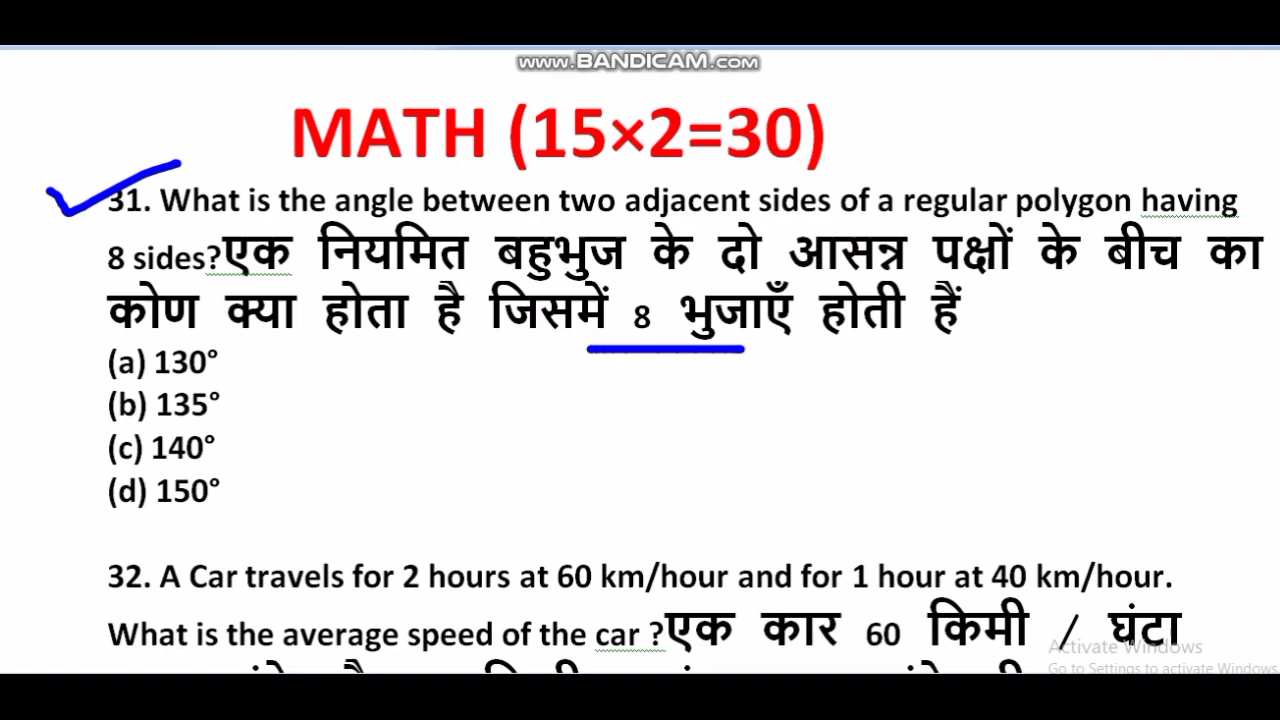 www.BANDICAM.com
MATH (15×2=30)
31. What is the angle between two adjacent sides of a regular polygon having
8 sides?एक नियमित बहुभुज के दो आसन्न पक्षों के बीच का
कोण क्या होता है जिसमें 8 भुजाएँ होती हैं
(a) 130°
(b) 135°
(c) 140°
(d) 150°
32. A Car travels for 2 hours at 60 km/hour and for 1 hour at 40 km/hour.
What is the average speed of the car ?एक कार 60 किमी / घंटा
Activate Windows
Go to Settings to activate Windows